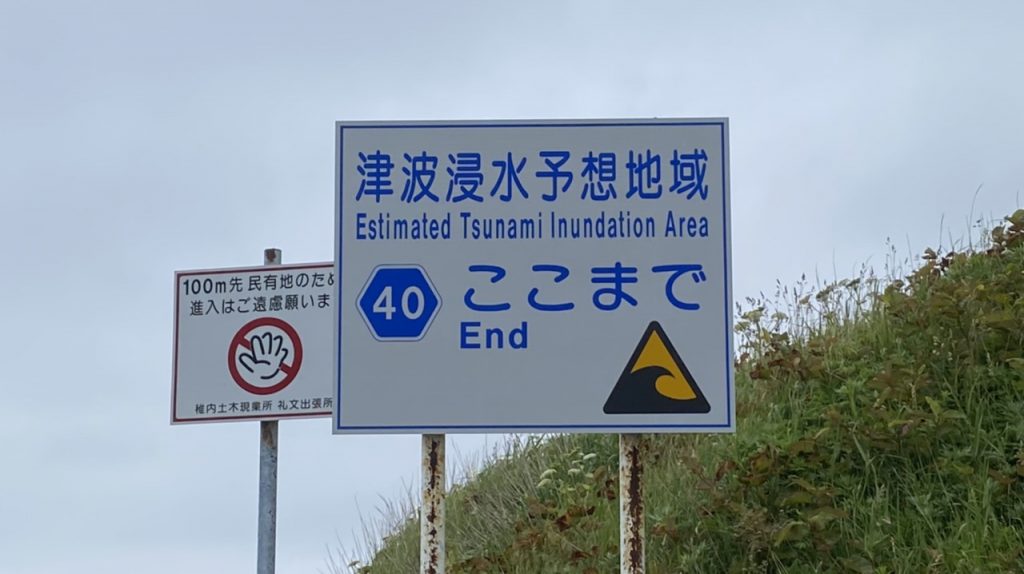 津波浸水予想地域
Estimated Tsunami Inundation Area
40
ここまで
End
100m先 民有地のため
進入はご遠慮願いま
稚内土木現業所 礼文出張所